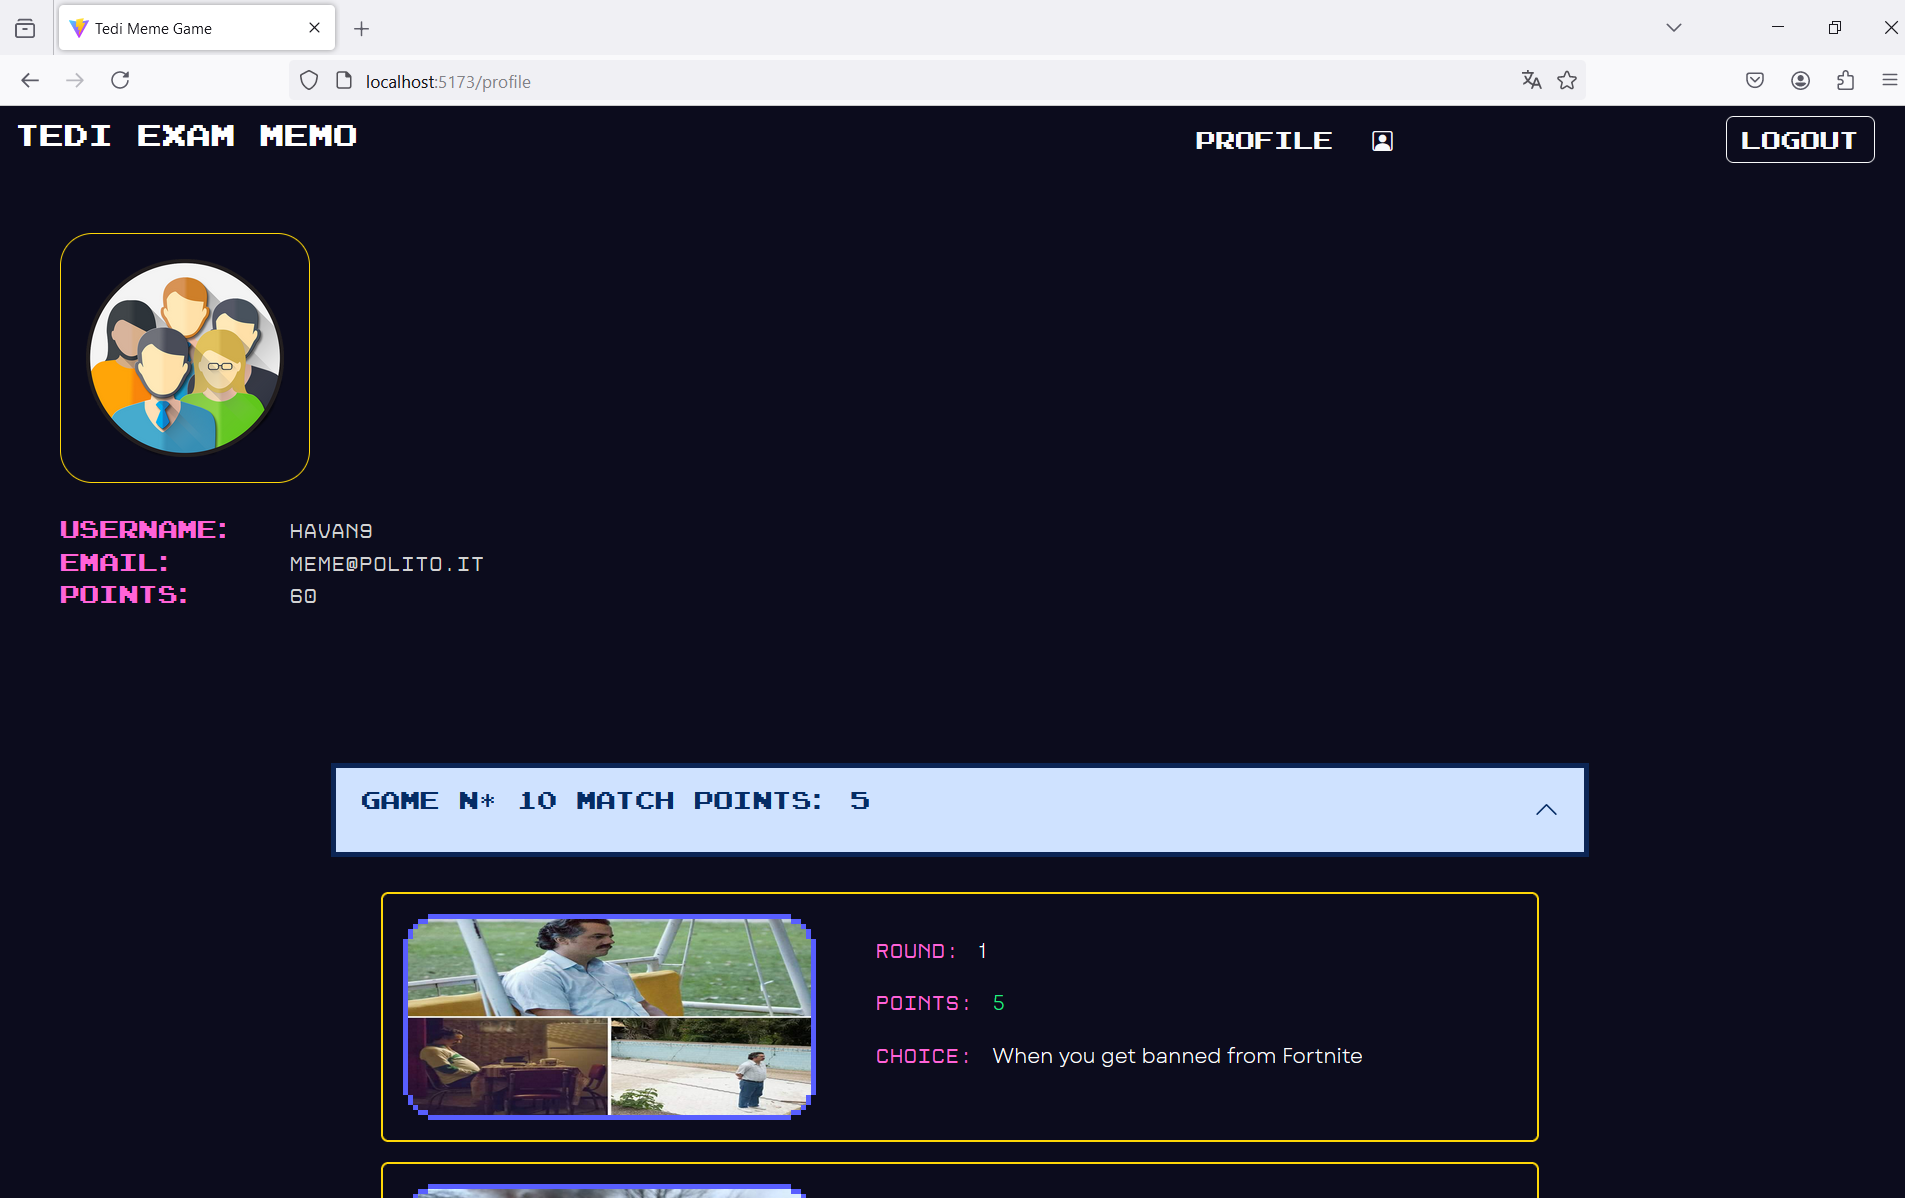 Tedi Meme Game
localhost:5173/profile
TEDI EXAM MEMO
PROFILE
LOGOUT
USERNAME: HAVAN9
EMAIL: MEME@POLITO.IT
POINTS: 60
GAME N* 10 MATCH POINTS: 5
ROUND: 1
POINTS: 5
CHOICE: When you get banned from Fortnite